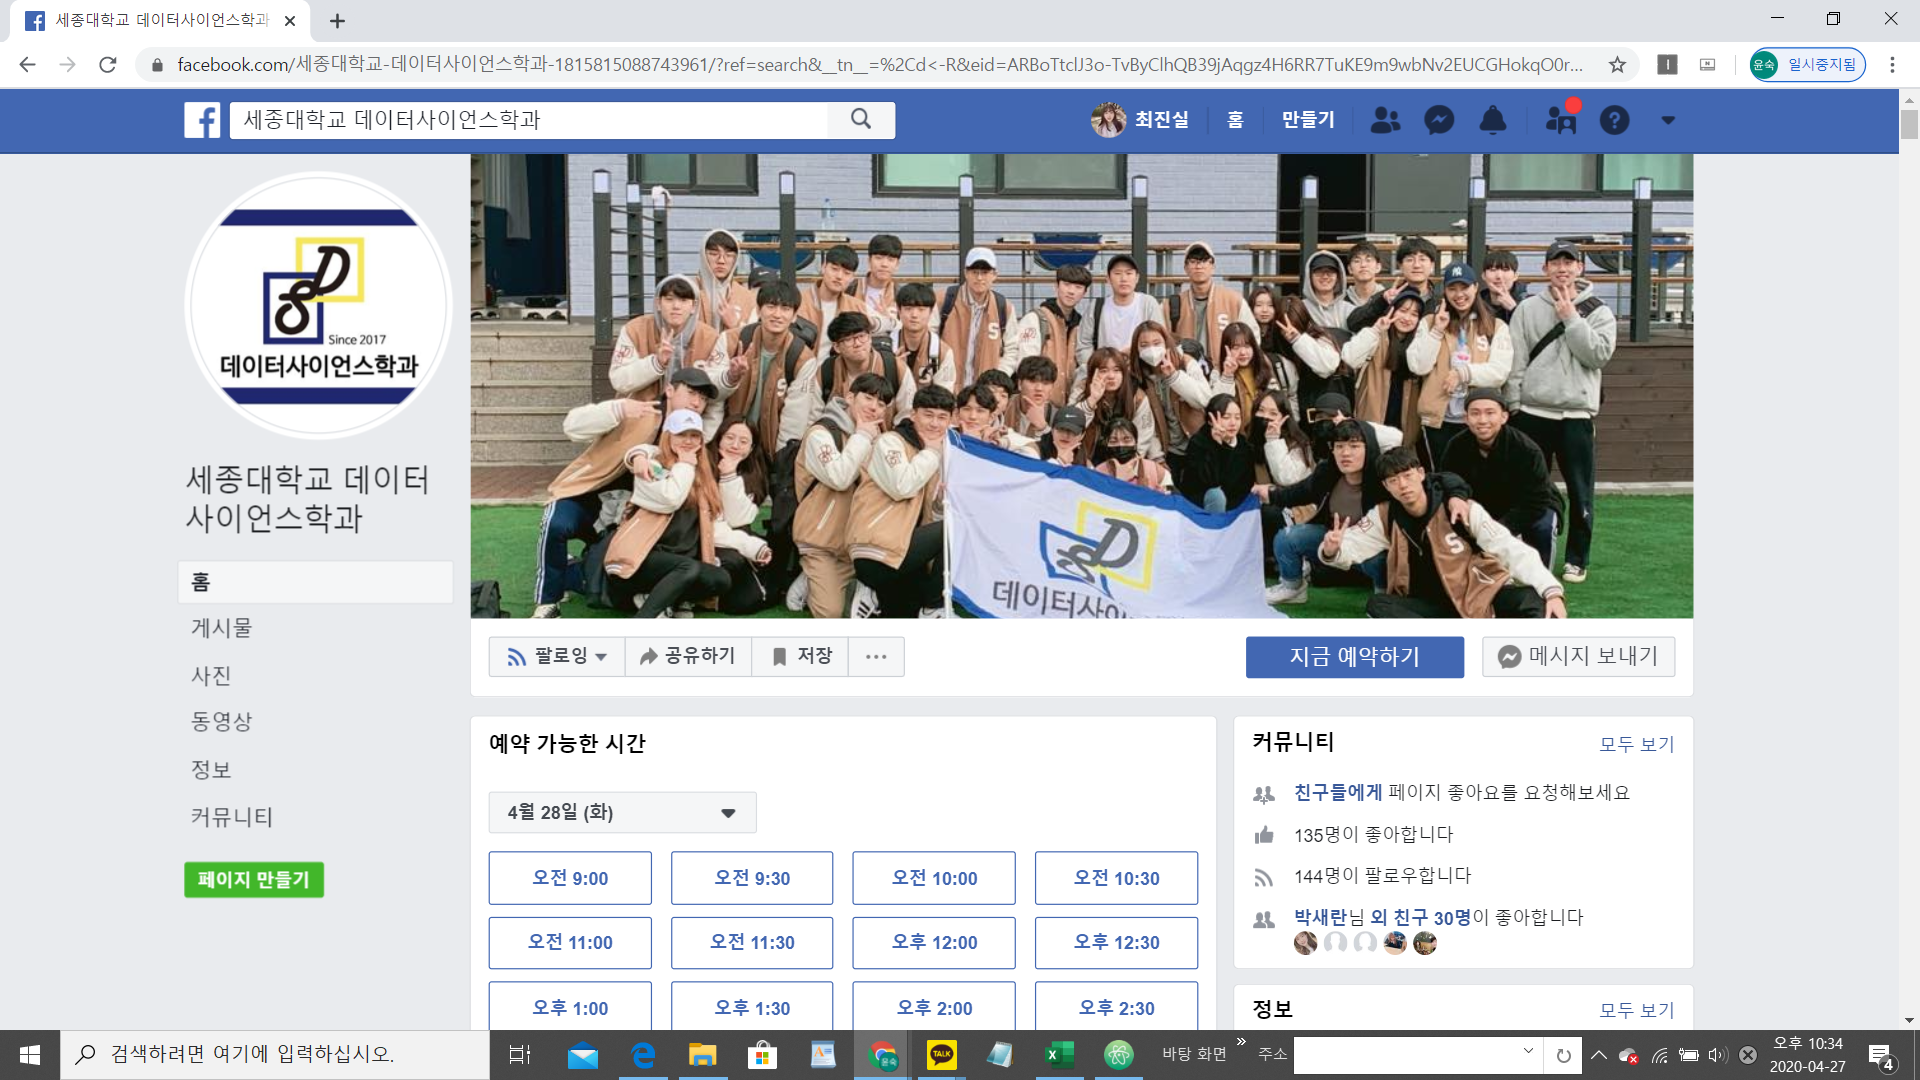 세종대학교 데이터사이언스학과
facebook.com/세종대학교-데이터사이언스학과-1815815088743961/?ref=search&__tn__=%2Cd<-R&eid=ARBoTtclJ3o-TvByClhQB39jAqgz4H6RR7TuKE9m9wbNv2EUCGHokqO0r...
윤숙 일시중지됨
세종대학교 데이터사이언스학과
최진실 홈 만들기
SD
Since 2017
데이터사이언스학과
세종대학교 데이터
사이언스학과
홈
게시물
사진
동영상
정보
커뮤니티
페이지 만들기
데이터사이언
팔로잉 공유하기 저장 ...
지금 예약하기 메시지 보내기
예약 가능한 시간
4월 28일 (화)
오전 9:00 오전 9:30 오전 10:00 오전 10:30
오전 11:00 오전 11:30 오후 12:00 오후 12:30
오후 1:00 오후 1:30 오후 2:00 오후 2:30
커뮤니티 모두 보기
친구들에게 페이지 좋아요를 요청해보세요
135명이 좋아합니다
144명이 팔로우합니다
박새란님 외 친구 30명이 좋아합니다
정보 모두 보기
검색하려면 여기에 입력하십시오.
윤숙
TALK
바탕 화면 » 주소
오후 10:34
2020-04-27
4